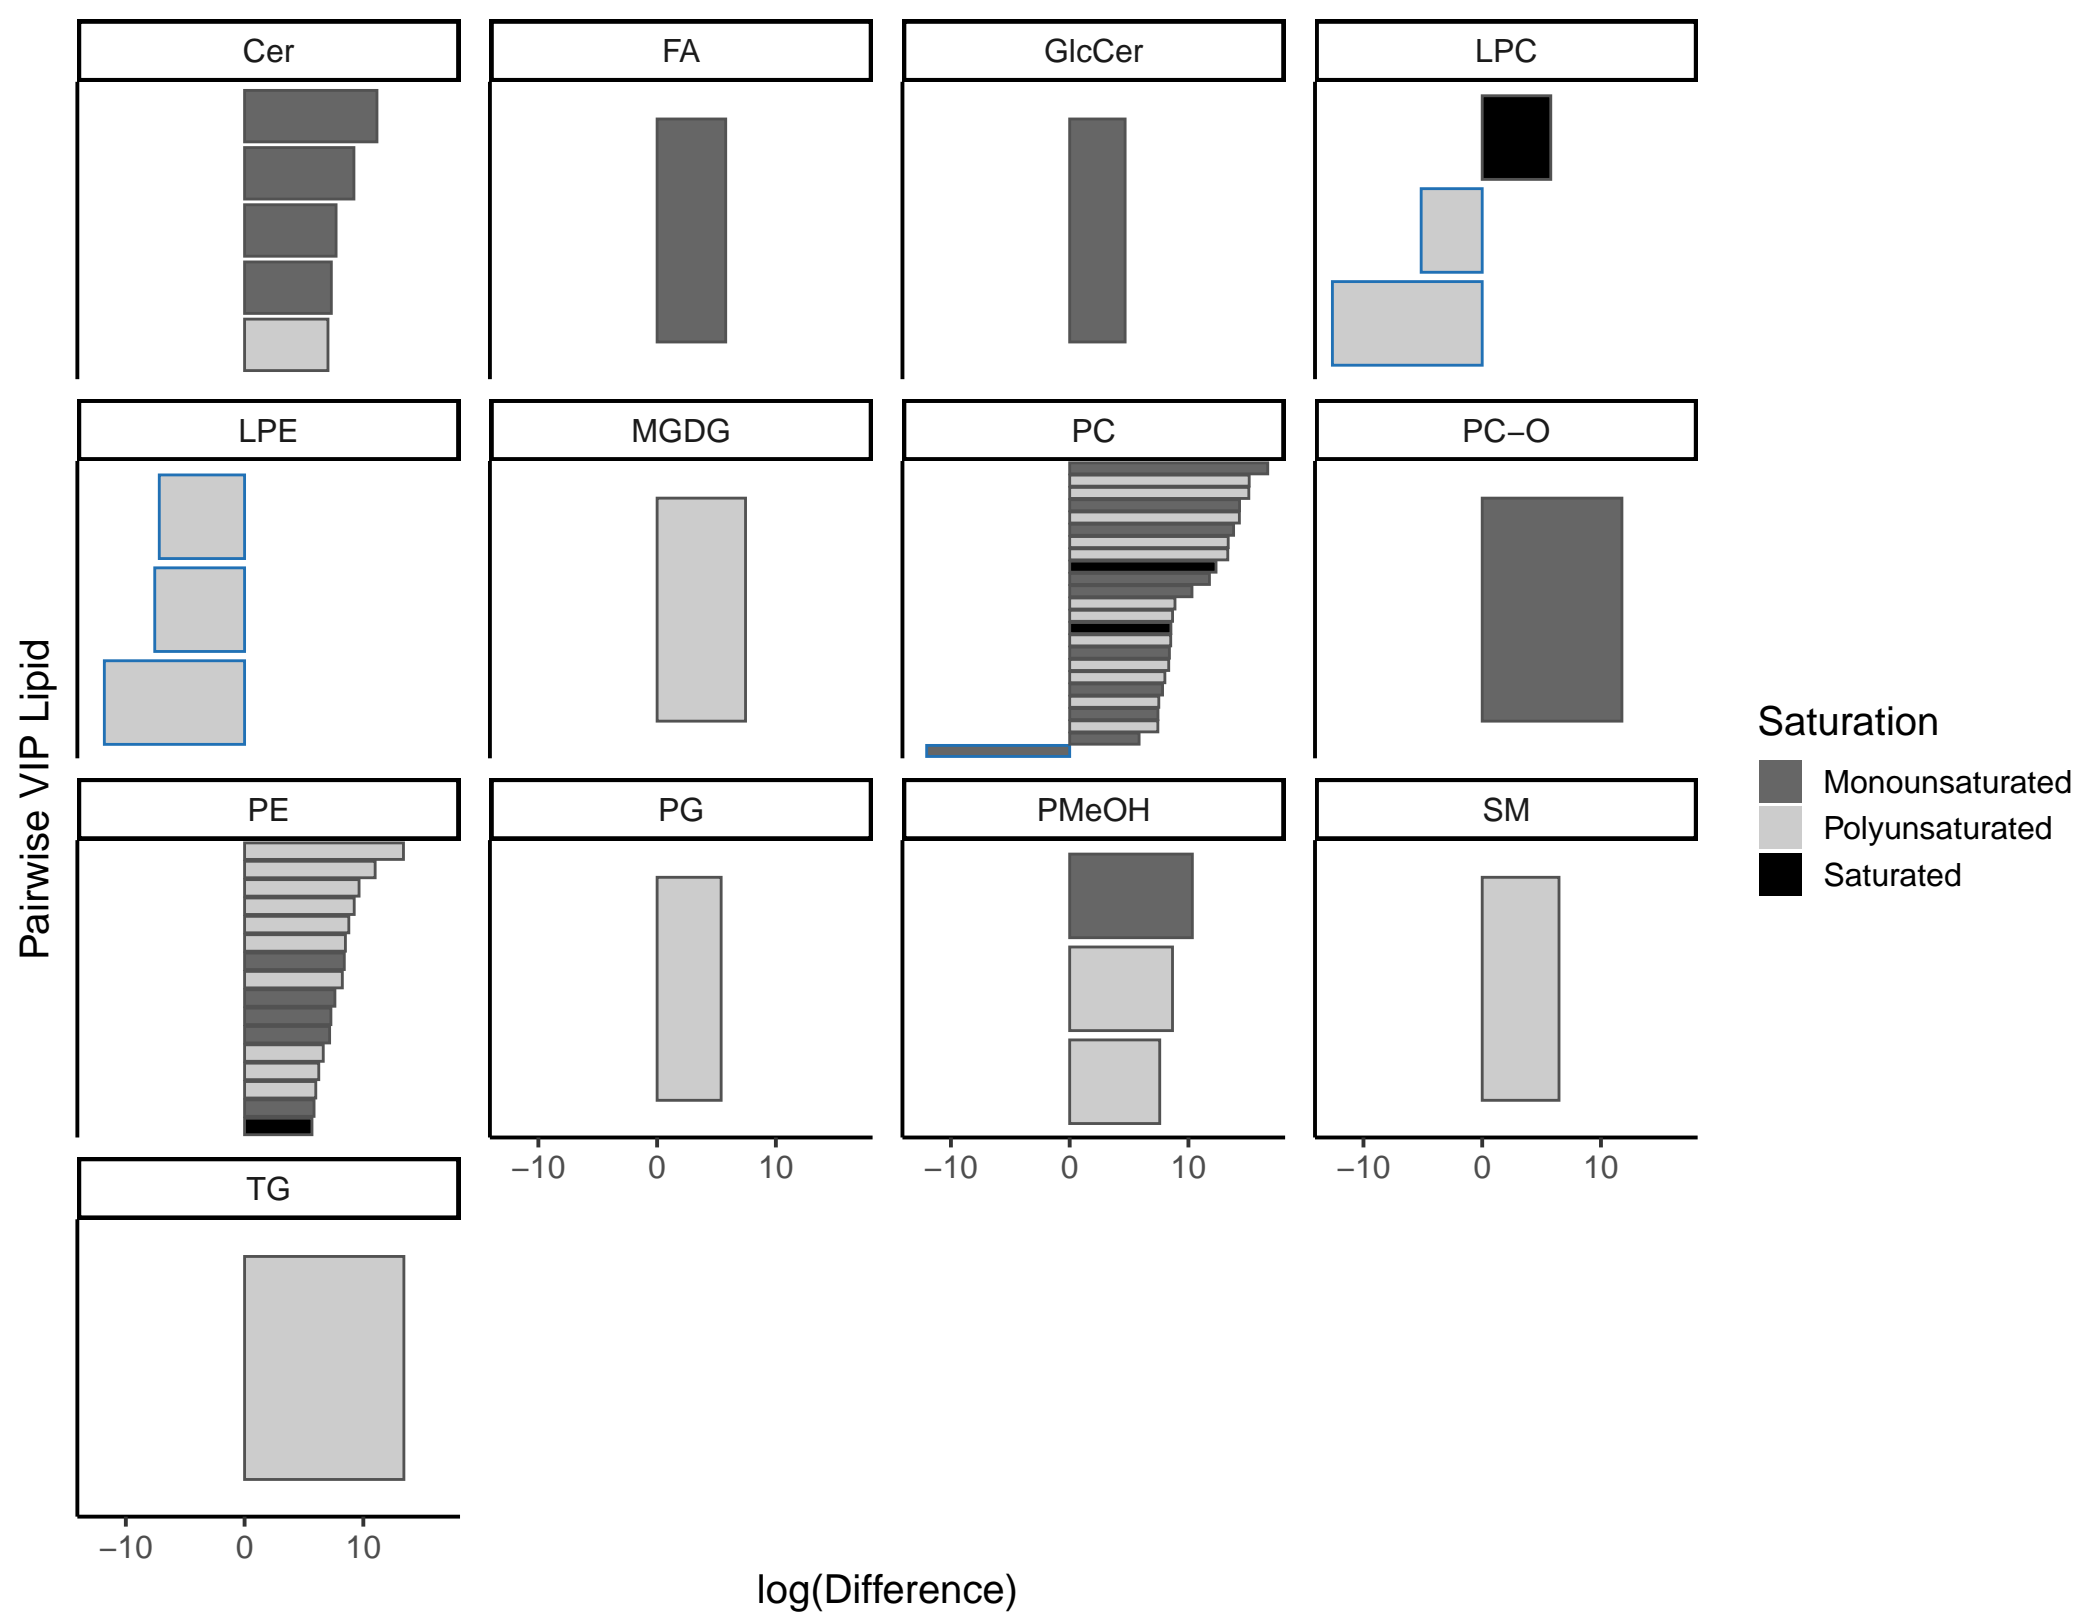 Cer
FA
GlcCer
LPC
LPE
MGDG
PC
PC−O
PE
PG
PMeOH
SM
−10 0 10
−10 0 10
−10 0 10
TG
−10 0 10
log(Difference)
Pairwise VIP Lipid
Saturation
Monounsaturated
Polyunsaturated
Saturated